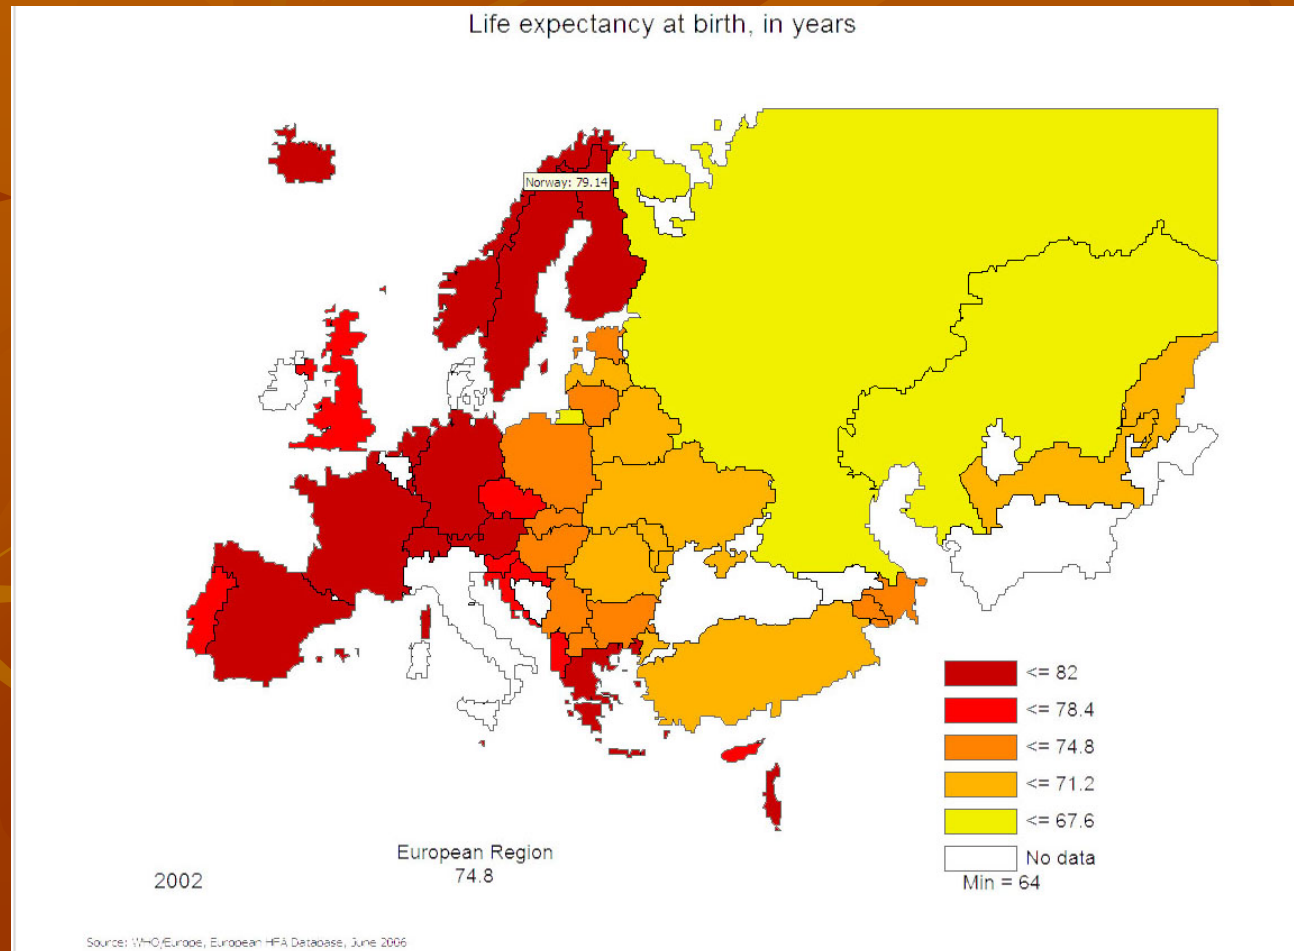 Life expectancy at birth, in years
Norway: 79.14
<= 82
<= 78.4
<= 74.8
<= 71.2
<= 67.6
No data
Min = 64
European Region
74.8
2002
Source: WHO/Europe, European HFA Database, June 2006